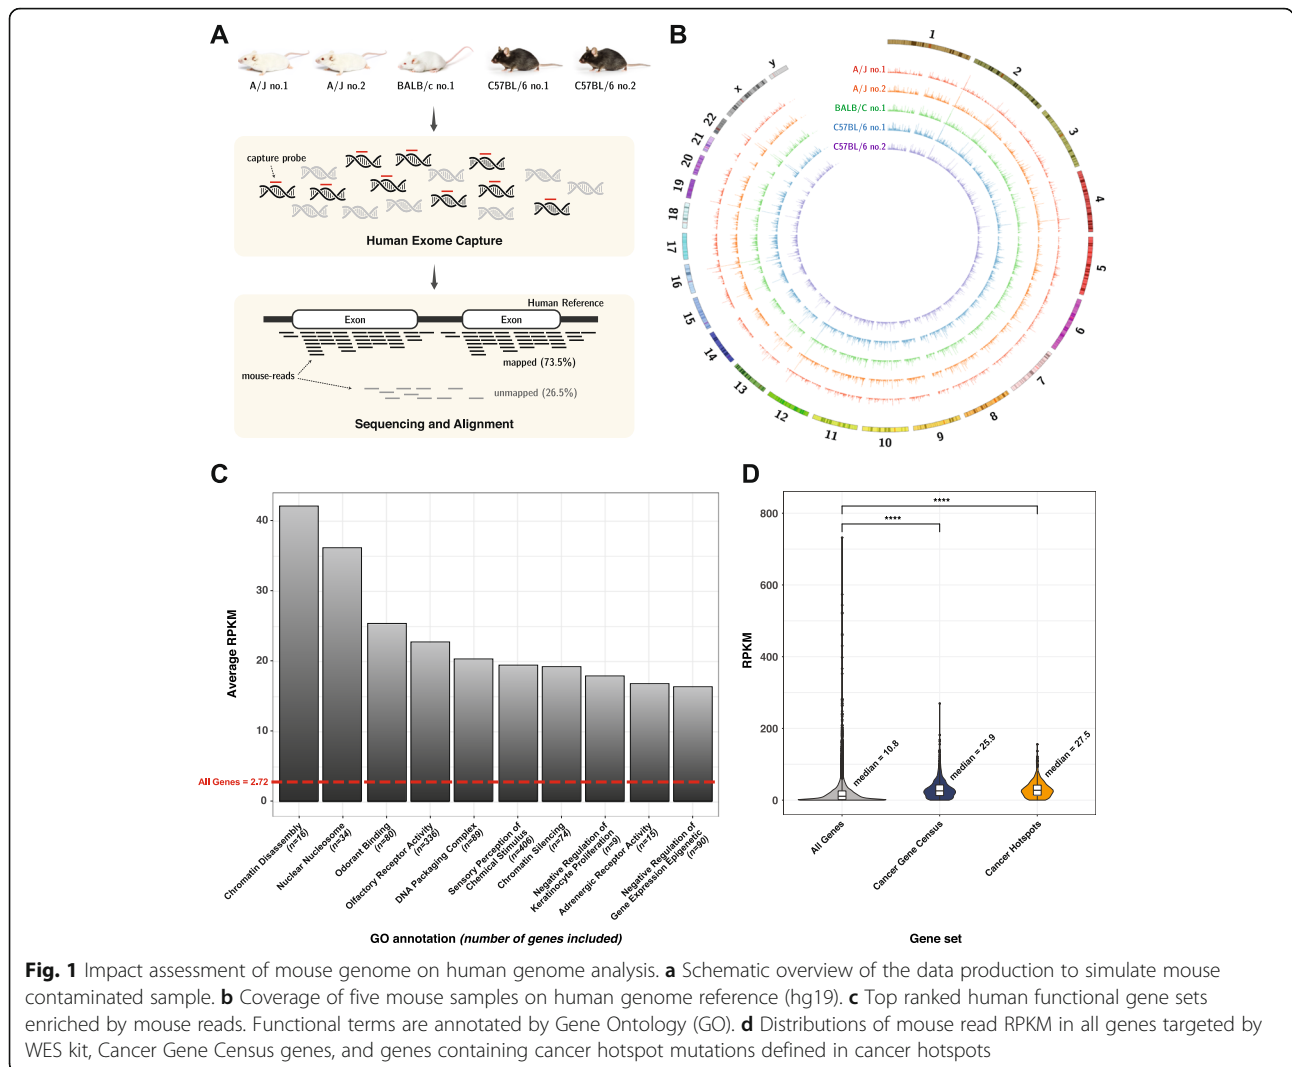 A
A/J no.1
A/J no.2
BALB/c no.1
C57BL/6 no.1
C57BL/6 no.2
capture probe
Human Exome Capture
Human Reference
Exon
Exon
mapped (73.5%)
mouse-reads
unmapped (26.5%)
Sequencing and Alignment
B
A/J no.1
A/J no.2
BALB/C no.1
C57BL/6 no.1
C57BL/6 no.2
1
2
3
4
5
6
7
8
9
10
11
12
13
14
15
16
17
18
19
20
21
22
x
y
C
Average RPKM
40
30
20
10
0
All Genes = 2.72
Chromatin Disassembly
(n=16)
Nuclear Nucleosome
(n=34)
Odorant Binding
(n=80)
Olfactory Receptor Activity
(n=336)
DNA Packaging Complex
(n=89)
Sensory Perception of
Chemical Stimulus
(n=406)
Chromatin Silencing
(n=74)
Negative Regulation of
Keratinocyte Proliferation
(n=9)
Adrenergic Receptor Activity
(n=15)
Negative Regulation of
Gene Expression Epigenetic
(n=90)
GO annotation (number of genes included)
D
RPKM
800
600
400
200
0
****
****
median = 10.8
median = 25.9
median = 27.5
All Genes
Cancer Gene Census
Cancer Hotspots
Gene set
Fig. 1 Impact assessment of mouse genome on human genome analysis. a Schematic overview of the data production to simulate mouse
contaminated sample. b Coverage of five mouse samples on human genome reference (hg19). c Top ranked human functional gene sets
enriched by mouse reads. Functional terms are annotated by Gene Ontology (GO). d Distributions of mouse read RPKM in all genes targeted by
WES kit, Cancer Gene Census genes, and genes containing cancer hotspot mutations defined in cancer hotspots